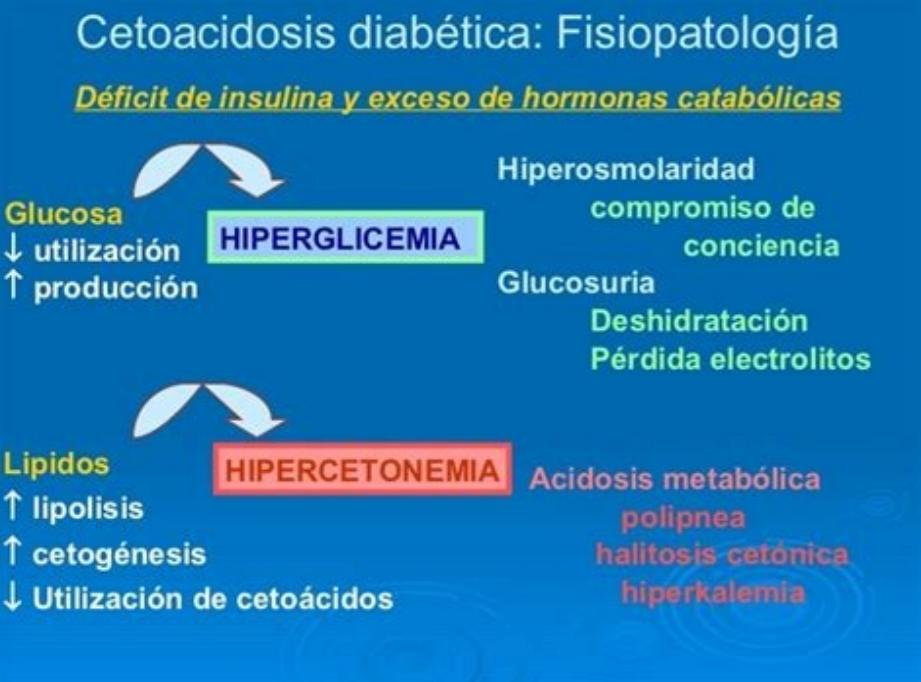 Cetoacidosis diabética: Fisiopatología
Déficit de insulina y exceso de hormonas catabólicas
Glucosa
↓ utilización
↑ producción
HIPERGLICEMIA
Hiperosmolaridad
compromiso de
conciencia
Glucosuria
Deshidratación
Pérdida electrolitos
Lipidos
↑ lipolisis
↑ cetogénesis
↓ Utilización de cetoácidos
HIPERCETONEMIA
Acidosis metabólica
polipnea
halitosis cetónica
hiperkalemia